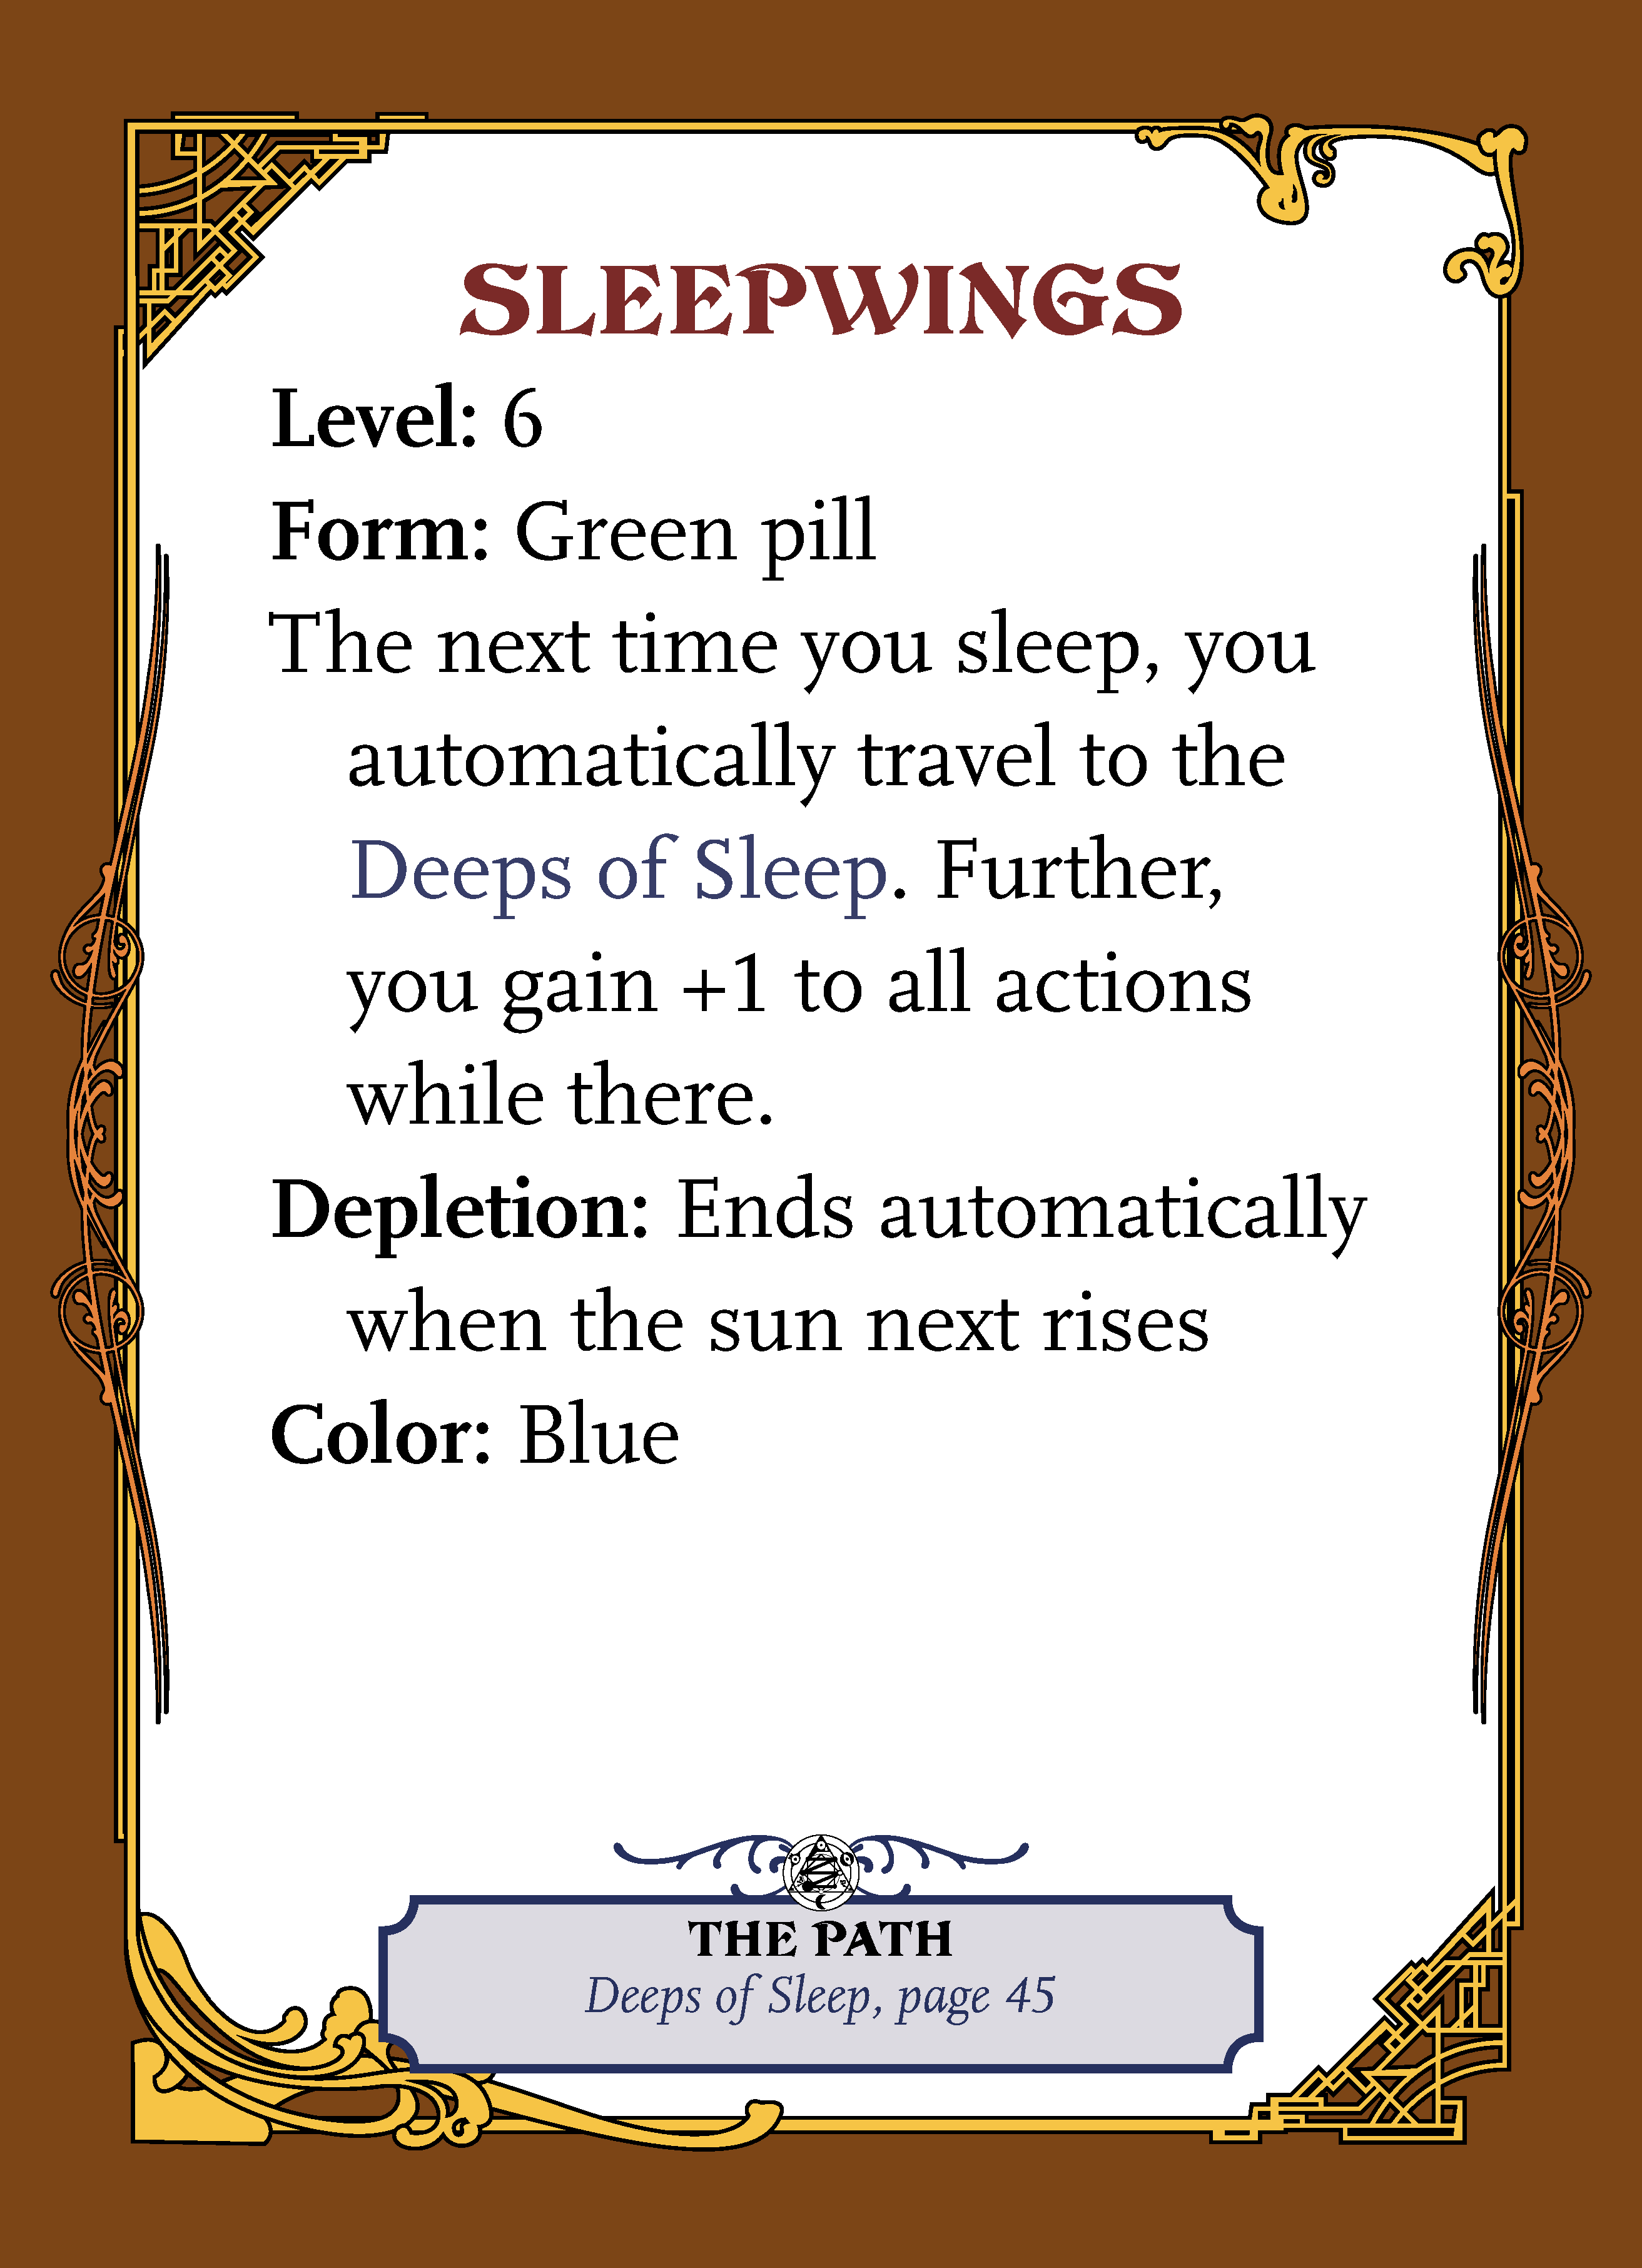 SLEEPWINGS
Level: 6
Form: Green pill
The next time you sleep, you
automatically travel to the
Deeps of Sleep. Further,
you gain +1 to all actions
while there.
Depletion: Ends automatically
when the sun next rises
Color: Blue
THE PATH
Deeps of Sleep, page 45